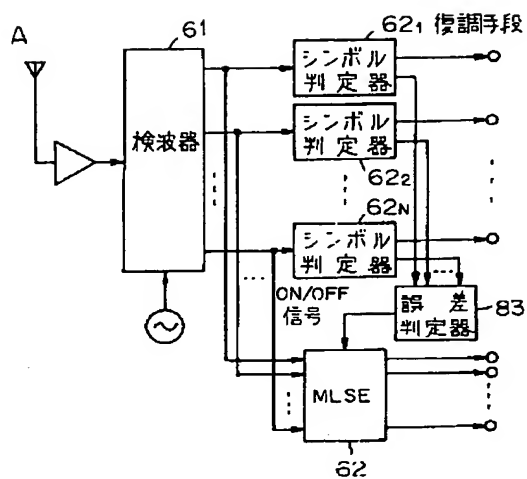 A
61
検波器
62₁ 復調手段
シンボル
判定器
シンボル
判定器
62₂
62N
シンボル
判定器
ON/OFF
信号
誤差
判定器
83
MLSE
62